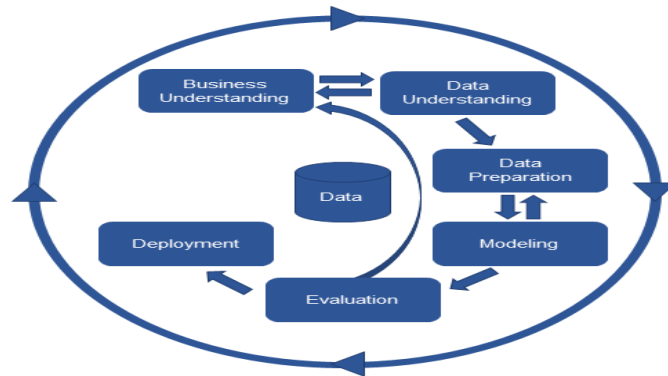 Business
Understanding
Data
Understanding
Data
Preparation
Data
Deployment
Modeling
Evaluation